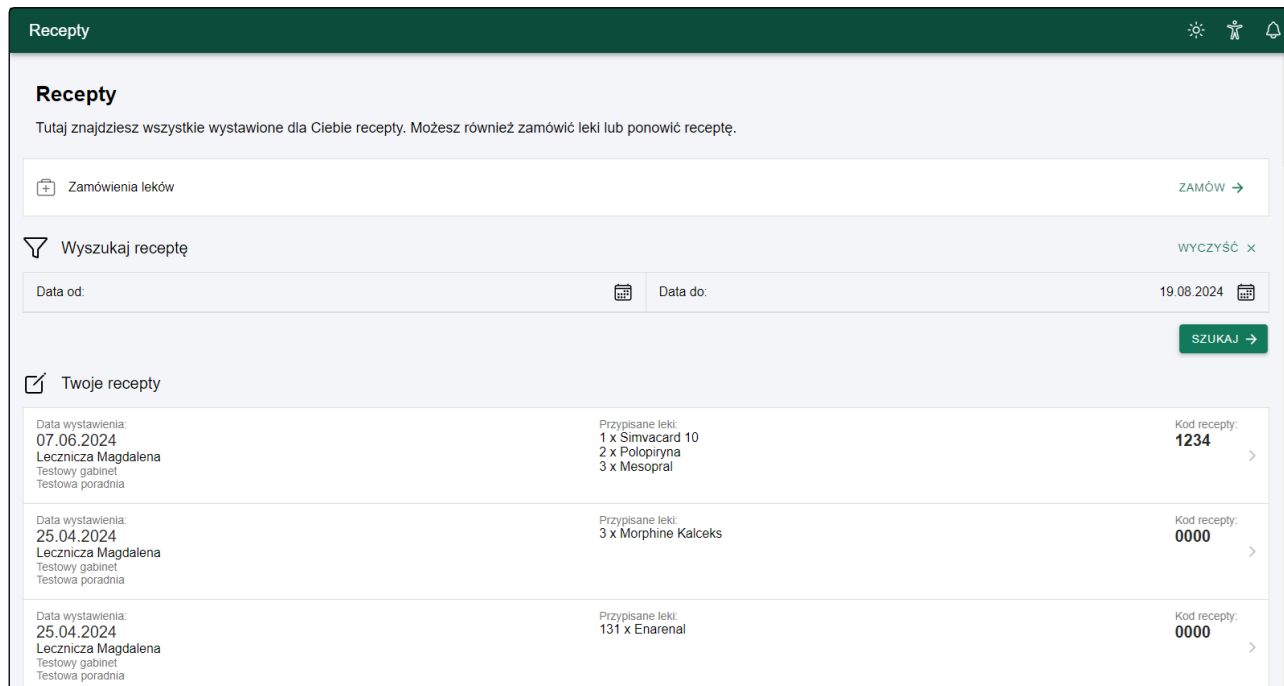 Recepty
Recepty
Tutaj znajdziesz wszystkie wystawione dla Ciebie recepty. Możesz również zamówić leki lub ponowić receptę.
Zamówienia leków
ZAMÓW
Wyszukaj receptę
WYCZYŚĆ
Data od:
Data do:
19.08.2024
SZUKAJ
Twoje recepty
Data wystawienia:
07.06.2024
Lecznicza Magdalena
Testowy gabinet
Testowa poradnia
Przypisane leki:
1 x Simvacard 10
2 x Polopiryna
3 x Mesopral
Kod recepty:
1234
Data wystawienia:
25.04.2024
Lecznicza Magdalena
Testowy gabinet
Testowa poradnia
Przypisane leki:
3 x Morphine Kalceks
Kod recepty:
0000
Data wystawienia:
25.04.2024
Lecznicza Magdalena
Testowy gabinet
Testowa poradnia
Przypisane leki:
131 x Enarenal
Kod recepty:
0000